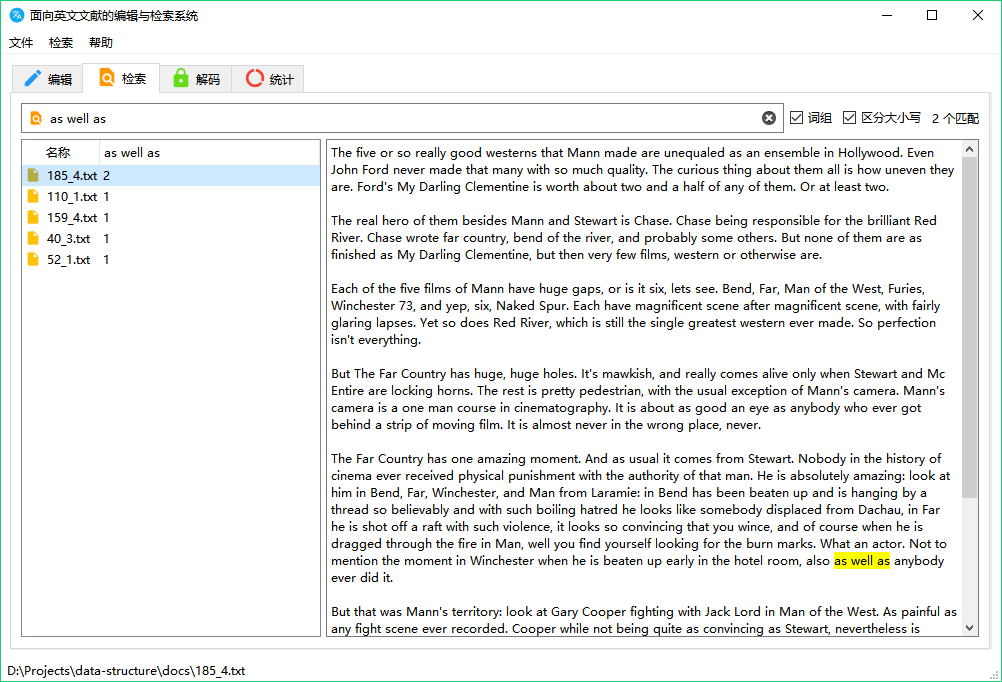 面向英文文献的编辑与检索系统
文件 检索 帮助
编辑 检索 解码 统计
as well as 词组 区分大小写 2 个匹配
名称 as well as
185_4.txt 2
110_1.txt 1
159_4.txt 1
40_3.txt 1
52_1.txt 1
The five or so really good westerns that Mann made are unequaled as an ensemble in Hollywood. Even
John Ford never made that many with so much quality. The curious thing about them all is how uneven they
are. Ford's My Darling Clementine is worth about two and a half of any of them. Or at least two.
The real hero of them besides Mann and Stewart is Chase. Chase being responsible for the brilliant Red
River. Chase wrote far country, bend of the river, and probably some others. But none of them are as
finished as My Darling Clementine, but then very few films, western or otherwise are.
Each of the five films of Mann have huge gaps, or is it six, lets see. Bend, Far, Man of the West, Furies,
Winchester 73, and yep, six, Naked Spur. Each have magnificent scene after magnificent scene, with fairly
glaring lapses. Yet so does Red River, which is still the single greatest western ever made. So perfection
isn't everything.
But The Far Country has huge, huge holes. It's mawkish, and really comes alive only when Stewart and Mc
Entire are locking horns. The rest is pretty pedestrian, with the usual exception of Mann's camera. Mann's
camera is a one man course in cinematography. It is about as good an eye as anybody who ever got
behind a strip of moving film. It is almost never in the wrong place, never.
The Far Country has one amazing moment. And as usual it comes from Stewart. Nobody in the history of
cinema ever received physical punishment with the authority of that man. He is absolutely amazing: look at
him in Bend, Far, Winchester, and Man from Laramie: in Bend has been beaten up and is hanging by a
thread so believably and with such boiling hatred he looks like somebody displaced from Dachau, in Far
he is shot off a raft with such violence, it looks so convincing that you wince, and of course when he is
dragged through the fire in Man, well you find yourself looking for the burn marks. What an actor. Not to
mention the moment in Winchester when he is beaten up early in the hotel room, also as well as anybody
ever did it.
But that was Mann's territory: look at Gary Cooper fighting with Jack Lord in Man of the West. As painful as
any fight scene ever recorded. Cooper while not being quite as convincing as Stewart, nevertheless is
D:\Projects\data-structure\docs\185_4.txt